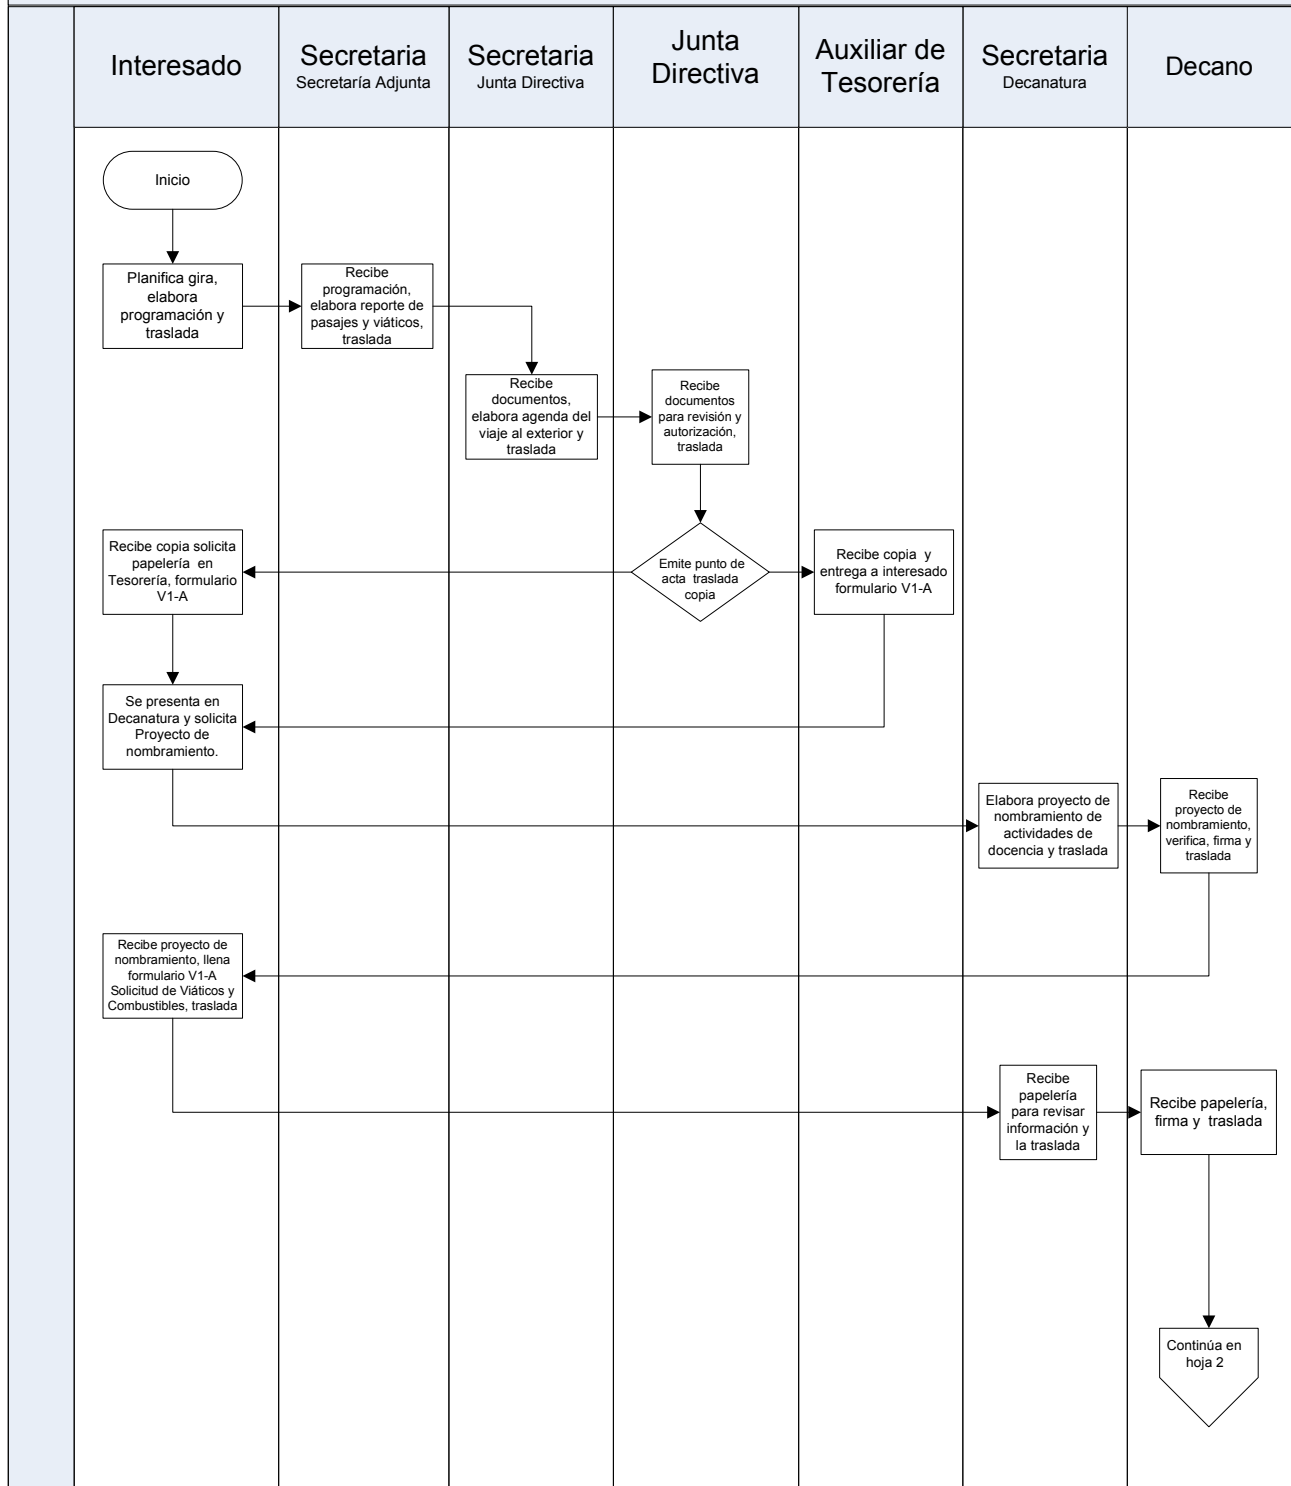 Interesado
Secretaria
Secretaría Adjunta
Secretaria
Junta Directiva
Junta
Directiva
Auxiliar de
Tesorería
Secretaria
Decanatura
Decano
Inicio
Planifica gira,
elabora
programación y
traslada
Recibe
programación,
elabora reporte de
pasajes y viáticos,
traslada
Recibe
documentos,
elabora agenda del
viaje al exterior y
traslada
Recibe
documentos
para revisión y
autorización,
traslada
Emite punto de
acta traslada
copia
Recibe copia solicita
papelería en
Tesorería, formulario
V1-A
Recibe copia y
entrega a interesado
formulario V1-A
Se presenta en
Decanatura y solicita
Proyecto de
nombramiento.
Elabora proyecto de
nombramiento de
actividades de
docencia y traslada
Recibe
proyecto de
nombramiento,
verifica, firma y
traslada
Recibe proyecto de
nombramiento, llena
formulario V1-A
Solicitud de Viáticos y
Combustibles, traslada
Recibe
papelería
para revisar
información y
la traslada
Recibe papelería,
firma y traslada
Continúa en
hoja 2